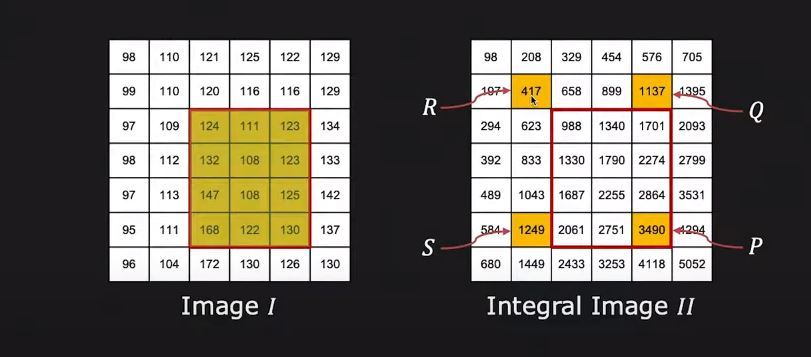 98 110 121 125 122 129
99 110 120 116 116 129
97 109 124 111 123 134
98 112 132 108 123 133
97 113 147 108 125 142
95 111 168 122 130 137
96 104 172 130 126 130
Image I
98 208 329 454 576 705
197 417 658 899 1137 1395
294 623 988 1340 1701 2093
392 833 1330 1790 2274 2799
489 1043 1687 2255 2864 3531
584 1249 2061 2751 3490 4294
680 1449 2433 3253 4118 5052
R
Q
S
P
Integral Image II